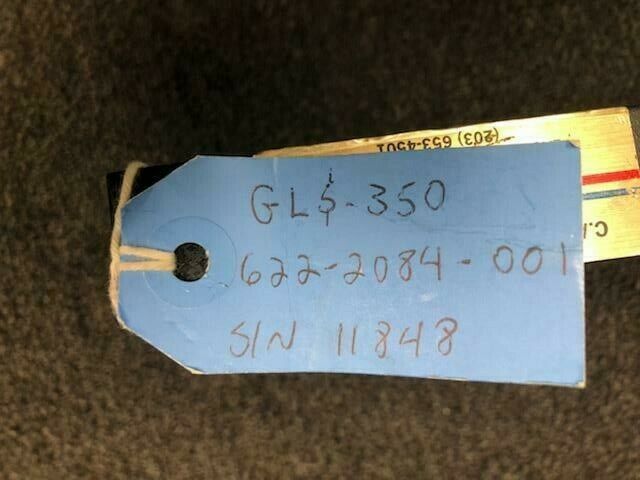 GLS-350
622-2084-001
S/N 11848
(203) 653-4501